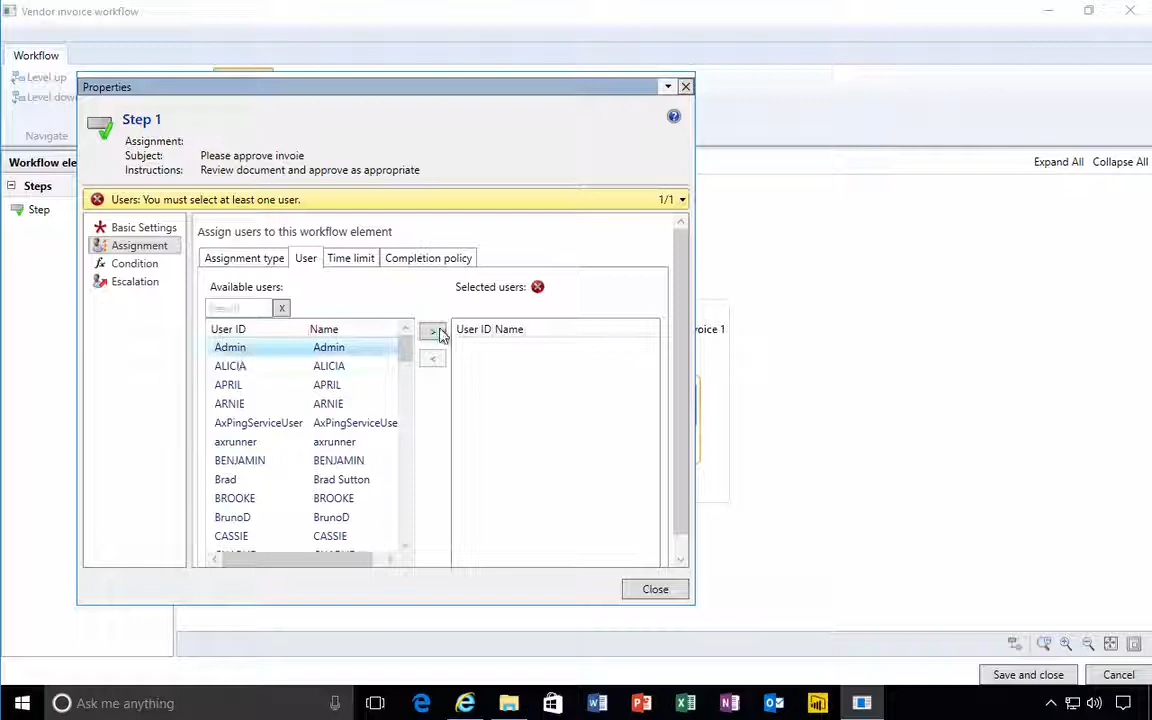 Vendor invoice workflow
Workflow
Level up
Level dow
Navigate
Workflow ele
Expand All Collapse All
Steps
Step
Properties
Step 1
Assignment:
Subject: Please approve invoie
Instructions: Review document and approve as appropriate
Users: You must select at least one user. 1/1
Basic Settings
Assignment
Condition
Escalation
Assign users to this workflow element
Assignment type User Time limit Completion policy
Available users: Selected users:
X
User ID Name
Admin Admin
ALICIA ALICIA
APRIL APRIL
ARNIE ARNIE
AxPingServiceUser AxPingServiceUse
axrunner axrunner
BENJAMIN BENJAMIN
Brad Brad Sutton
BROOKE BROOKE
BrunoD BrunoD
CASSIE CASSIE
>
<
User ID Name
oice 1
Close
Save and close Cancel
Ask me anything